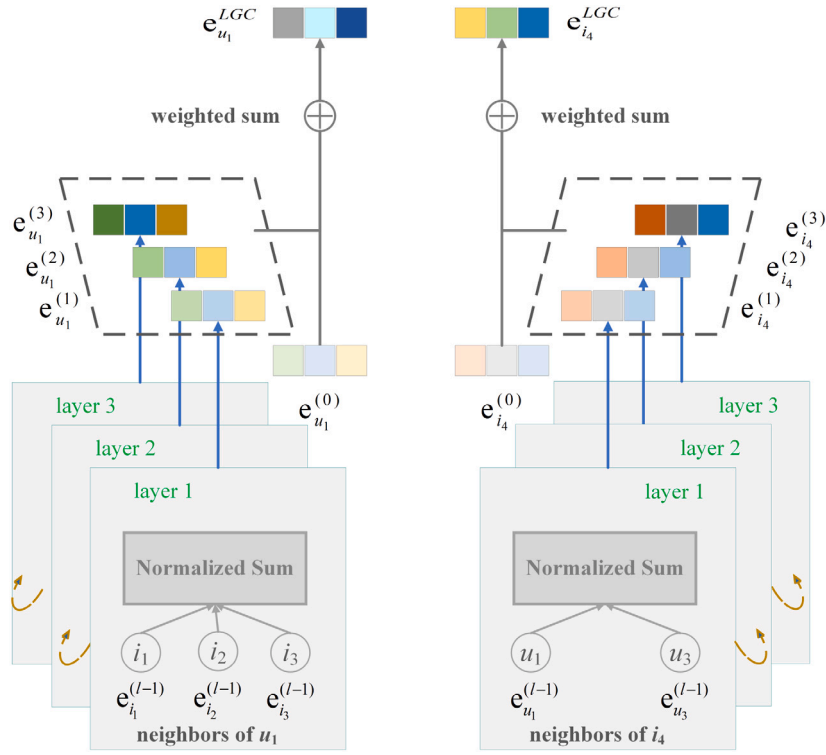 e_{u_1}^{LGC}
e_{i_4}^{LGC}
weighted sum
weighted sum
e_{u_1}^{(3)}
e_{u_1}^{(2)}
e_{u_1}^{(1)}
e_{i_4}^{(3)}
e_{i_4}^{(2)}
e_{i_4}^{(1)}
e_{u_1}^{(0)}
e_{i_4}^{(0)}
layer 3
layer 2
layer 1
layer 3
layer 2
layer 1
Normalized Sum
i_1 i_2 i_3
e_{i_1}^{(l-1)} e_{i_2}^{(l-1)} e_{i_3}^{(l-1)}
neighbors of u_1
Normalized Sum
u_1 u_3
e_{u_1}^{(l-1)} e_{u_3}^{(l-1)}
neighbors of i_4